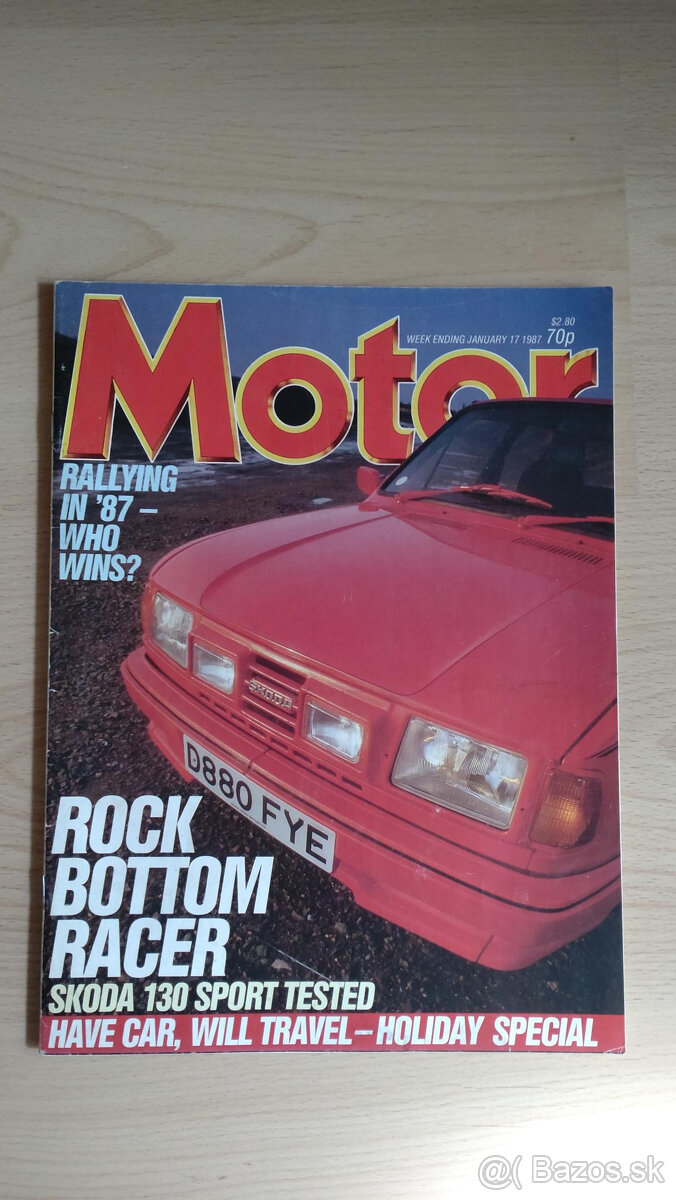 Motor
$2.80
WEEK ENDING JANUARY 17 1987 70p
RALLYING
IN '87 –
WHO
WINS?
SKODA
D880 FYE
ROCK
BOTTOM
RACER
SKODA 130 SPORT TESTED
HAVE CAR, WILL TRAVEL – HOLIDAY SPECIAL
@( Bazos.sk